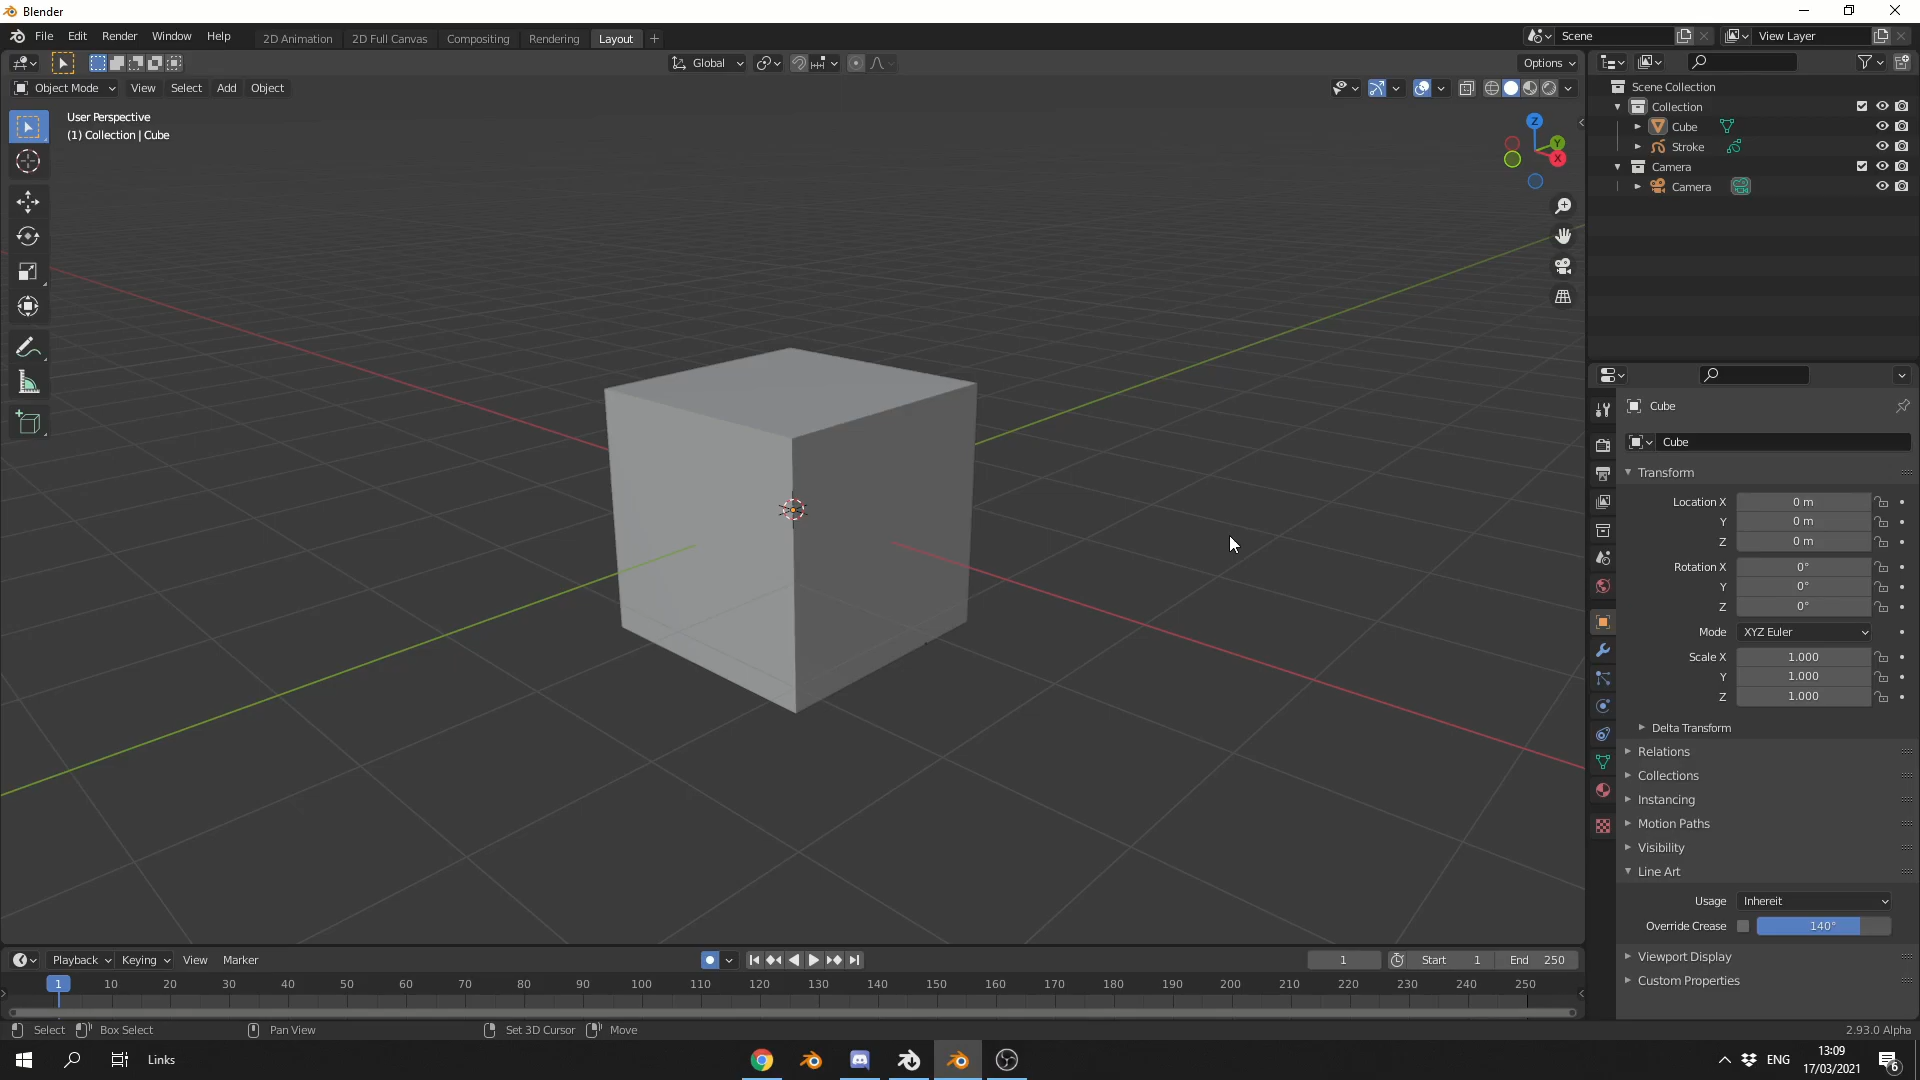 Blender
File Edit Render Window Help
2D Animation 2D Full Canvas Compositing Rendering Layout +
Scene
View Layer
Global
Options
Object Mode View Select Add Object
User Perspective
(1) Collection | Cube
Z
Y
X
Scene Collection
Collection
Cube
Stroke
Camera
Camera
Cube
Cube
Transform
Location X 0 m
Y 0 m
Z 0 m
Rotation X 0°
Y 0°
Z 0°
Mode XYZ Euler
Scale X 1.000
Y 1.000
Z 1.000
Delta Transform
Relations
Collections
Instancing
Motion Paths
Visibility
Line Art
Usage Inhereit
Override Crease 140°
Viewport Display
Custom Properties
Playback Keying View Marker
1 Start 1 End 250
1 10 20 30 40 50 60 70 80 90 100 110 120 130 140 150 160 170 180 190 200 210 220 230 240 250
Select Box Select Pan View Set 3D Cursor Move
2.93.0 Alpha
Links
ENG
13:09
17/03/2021
6